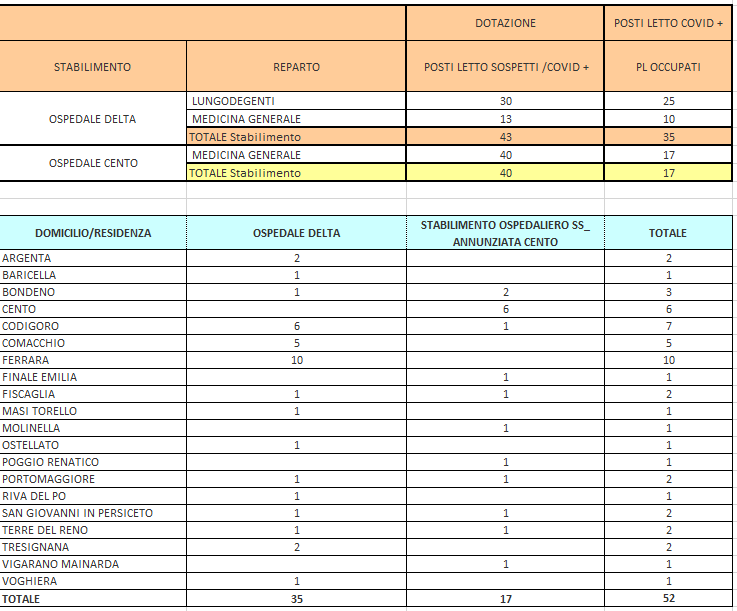 DOTAZIONE POSTI LETTO COVID +
STABILIMENTO REPARTO POSTI LETTO SOSPETTI /COVID + PL OCCUPATI
OSPEDALE DELTA LUNGODEGENTI 30 25
MEDICINA GENERALE 13 10
TOTALE Stabilimento 43 35
OSPEDALE CENTO MEDICINA GENERALE 40 17
TOTALE Stabilimento 40 17
DOMICILIO/RESIDENZA OSPEDALE DELTA STABILIMENTO OSPEDALIERO SS_
ANNUNZIATA CENTO TOTALE
ARGENTA 2 2
BARICELLA 1 1
BONDENO 1 2 3
CENTO 6 6
CODIGORO 6 1 7
COMACCHIO 5 5
FERRARA 10 10
FINALE EMILIA 1 1
FISCAGLIA 1 1 2
MASI TORELLO 1 1
MOLINELLA 1 1
OSTELLATO 1 1
POGGIO RENATICO 1 1
PORTOMAGGIORE 1 1 2
RIVA DEL PO 1 1
SAN GIOVANNI IN PERSICETO 1 1 2
TERRE DEL RENO 1 1 2
TRESIGNANA 2 2
VIGARANO MAINARDA 1 1
VOGHIERA 1 1
TOTALE 35 17 52